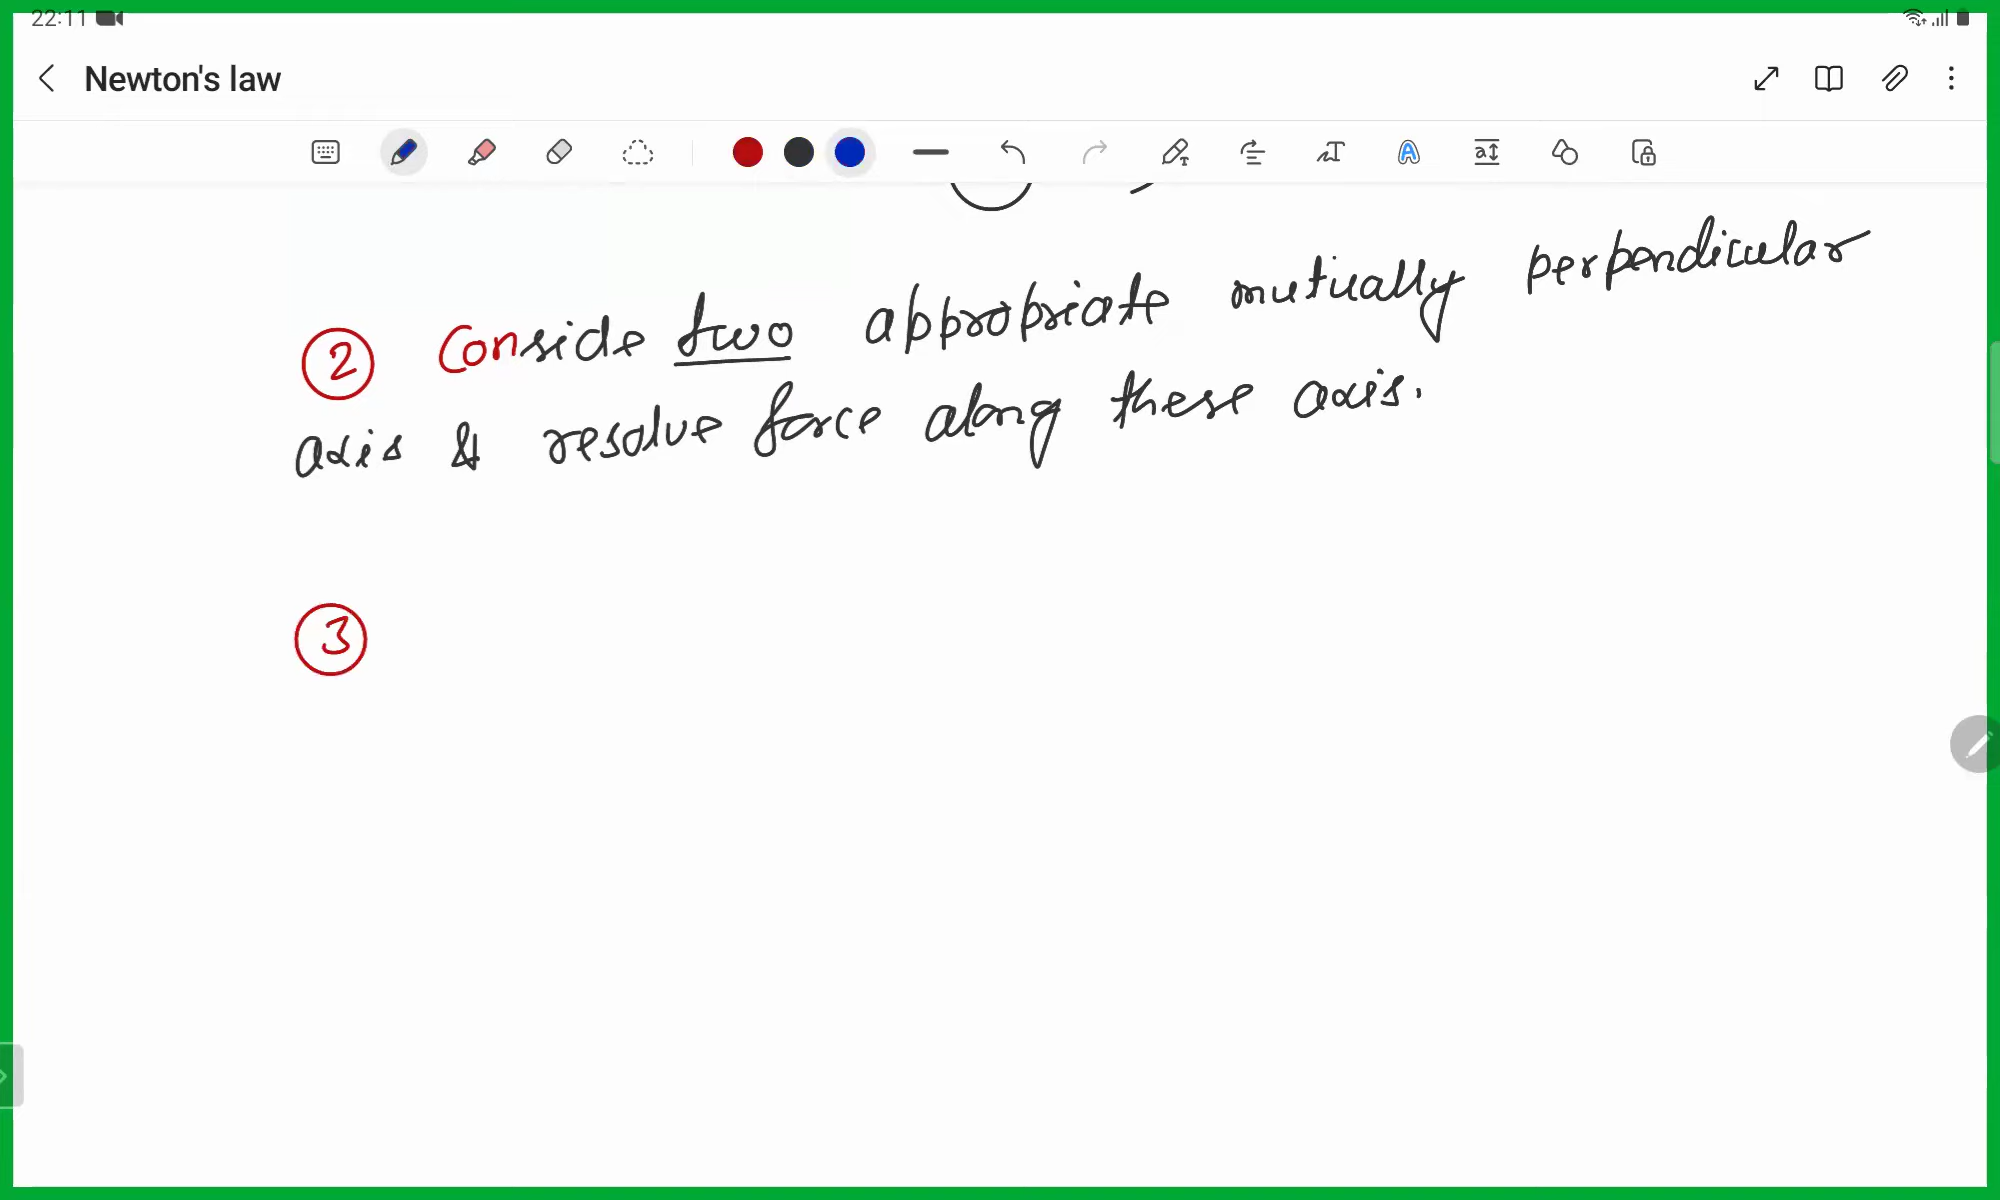 22:11
Newton's law
② Conside two appropriate mutually perpendicular
axis & resolve force along these axis.
③